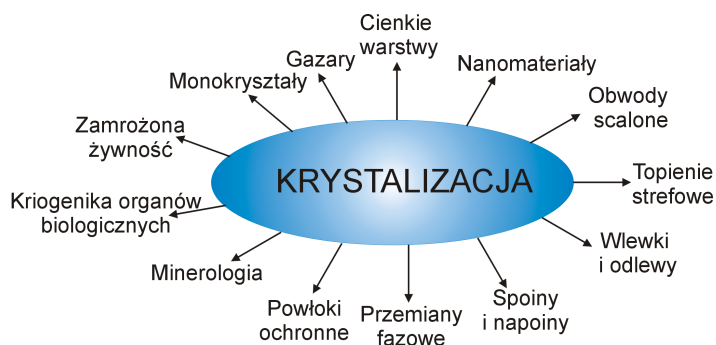 Cienkie
warstwy
Gazary
Nanomateriały
Monokryształy
Obwody
scalone
Zamrożona
żywność
KRYSTALIZACJA
Topienie
strefowe
Kriogenika organów
biologicznych
Wlewki
i odlewy
Minerologia
Powłoki
ochronne
Przemiany
fazowe
Spoiny
i napoiny